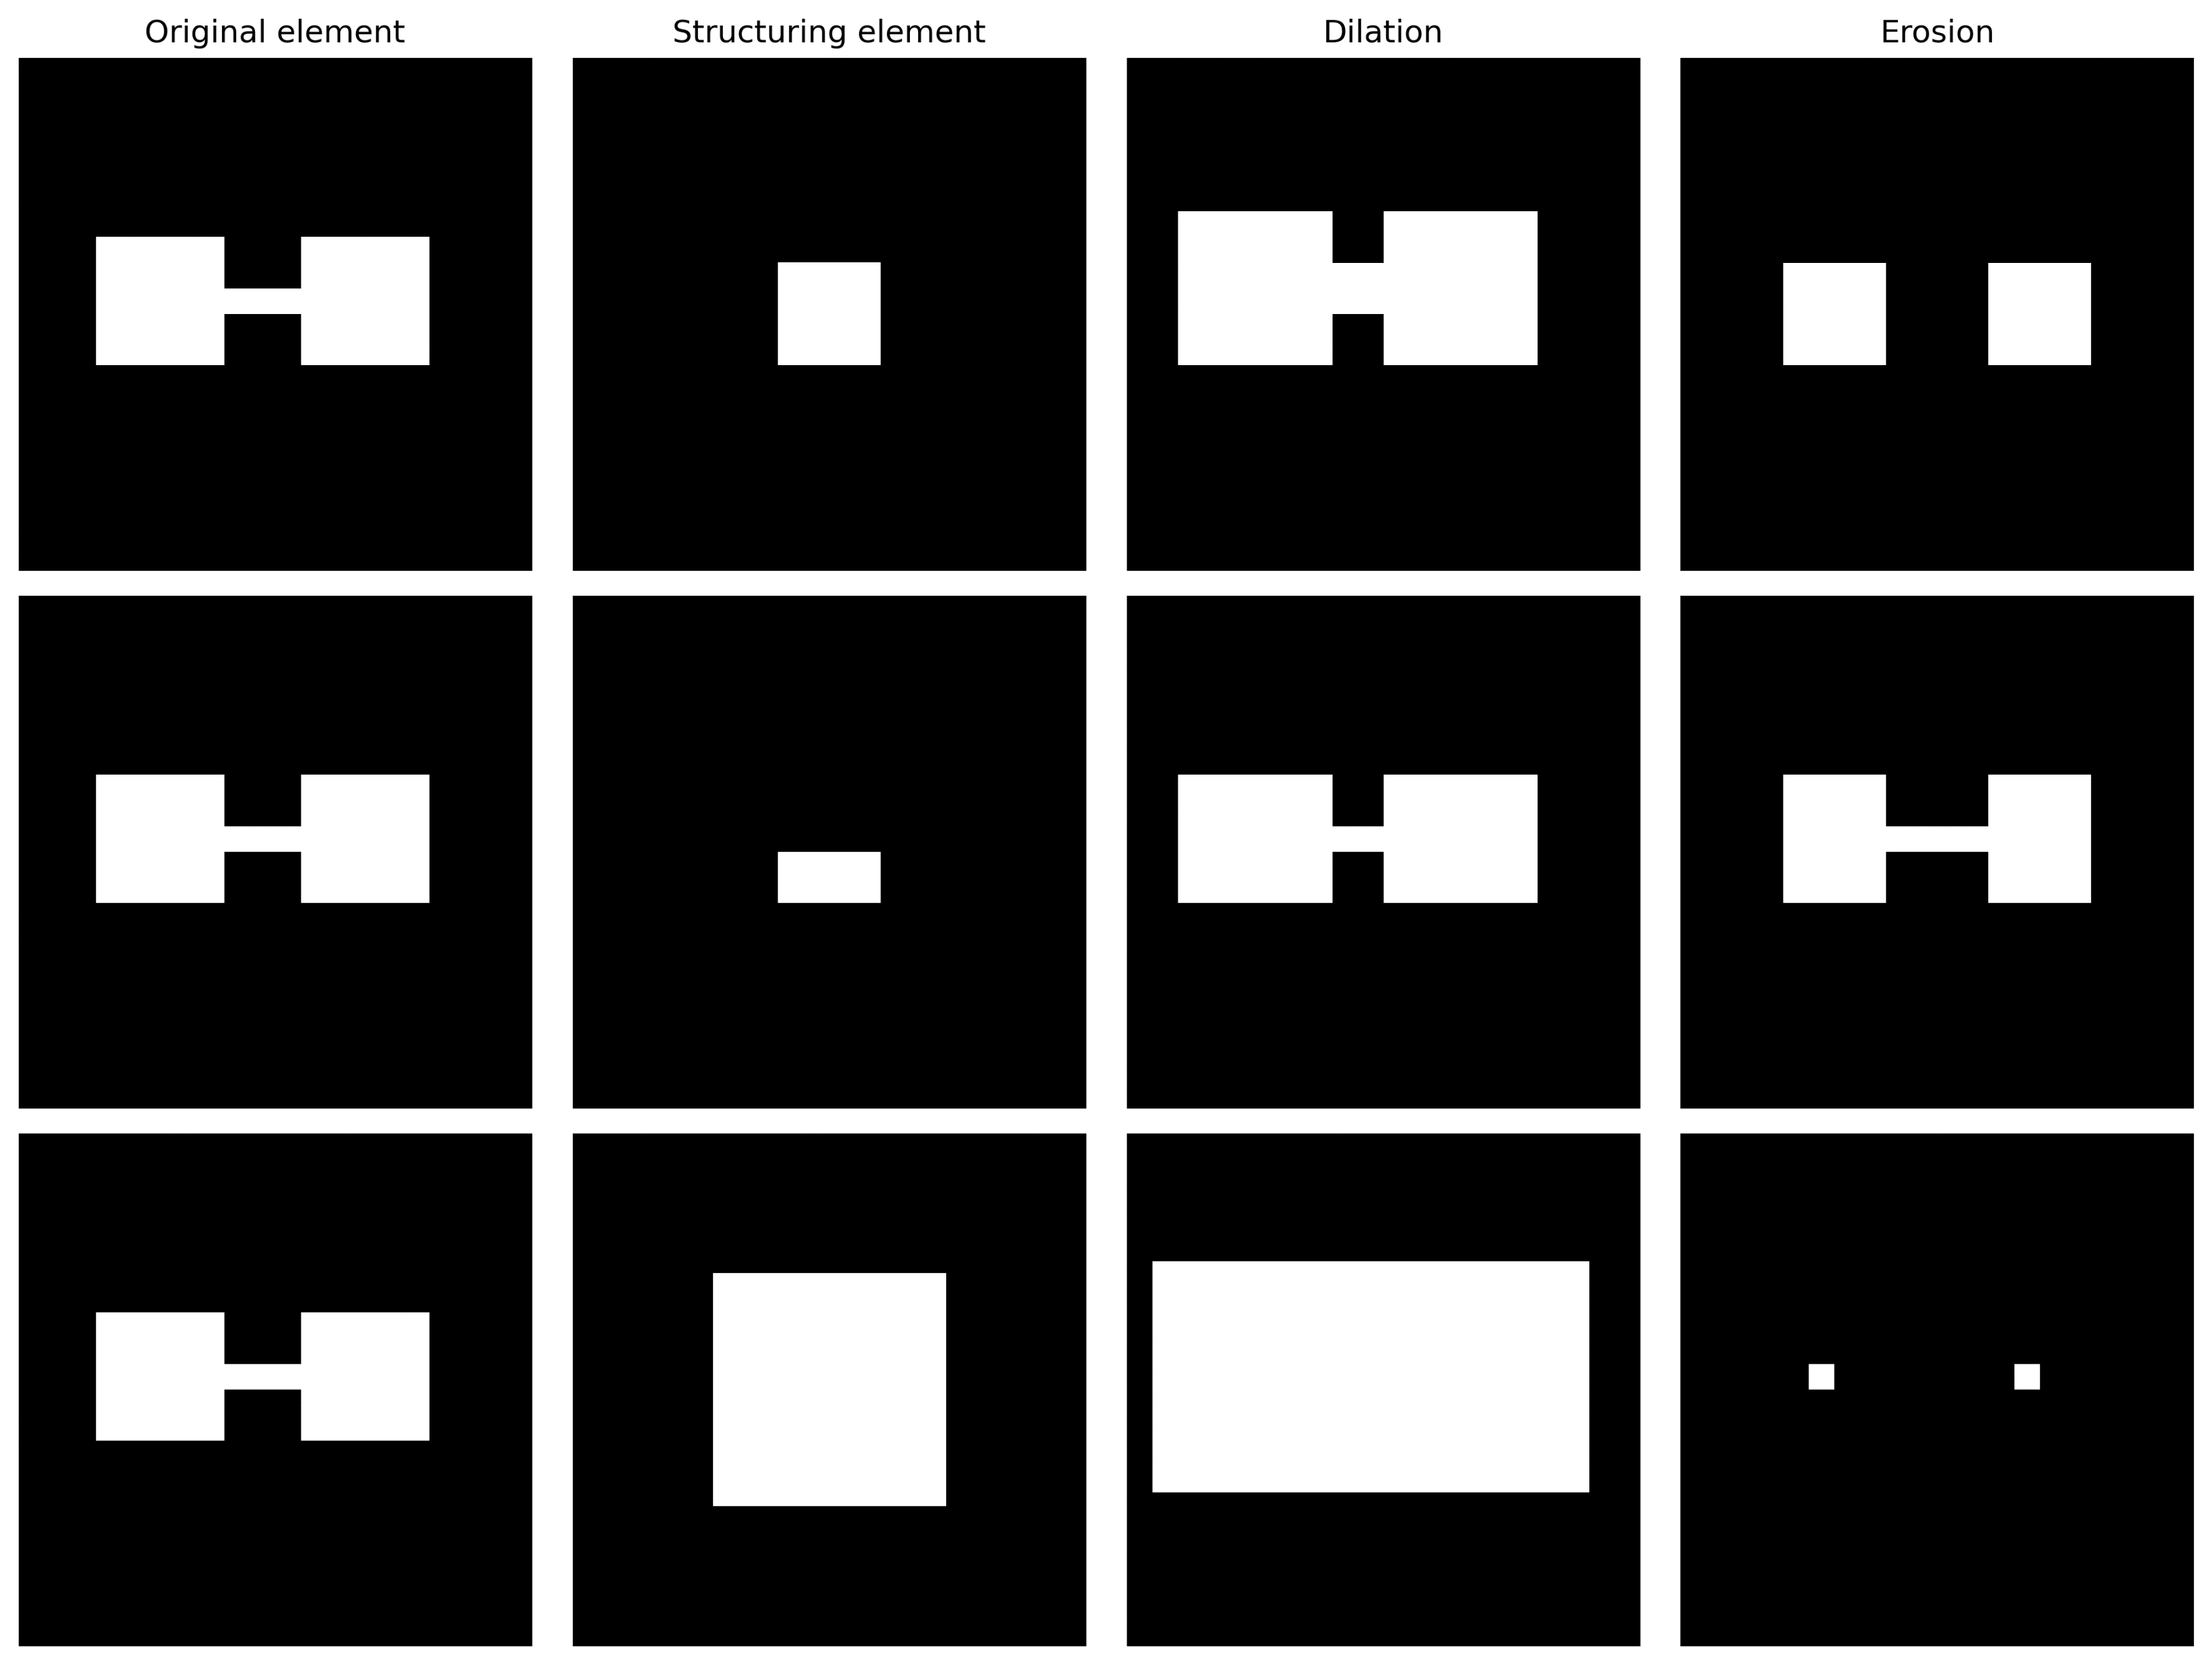 Original element
Structuring element
Dilation
Erosion